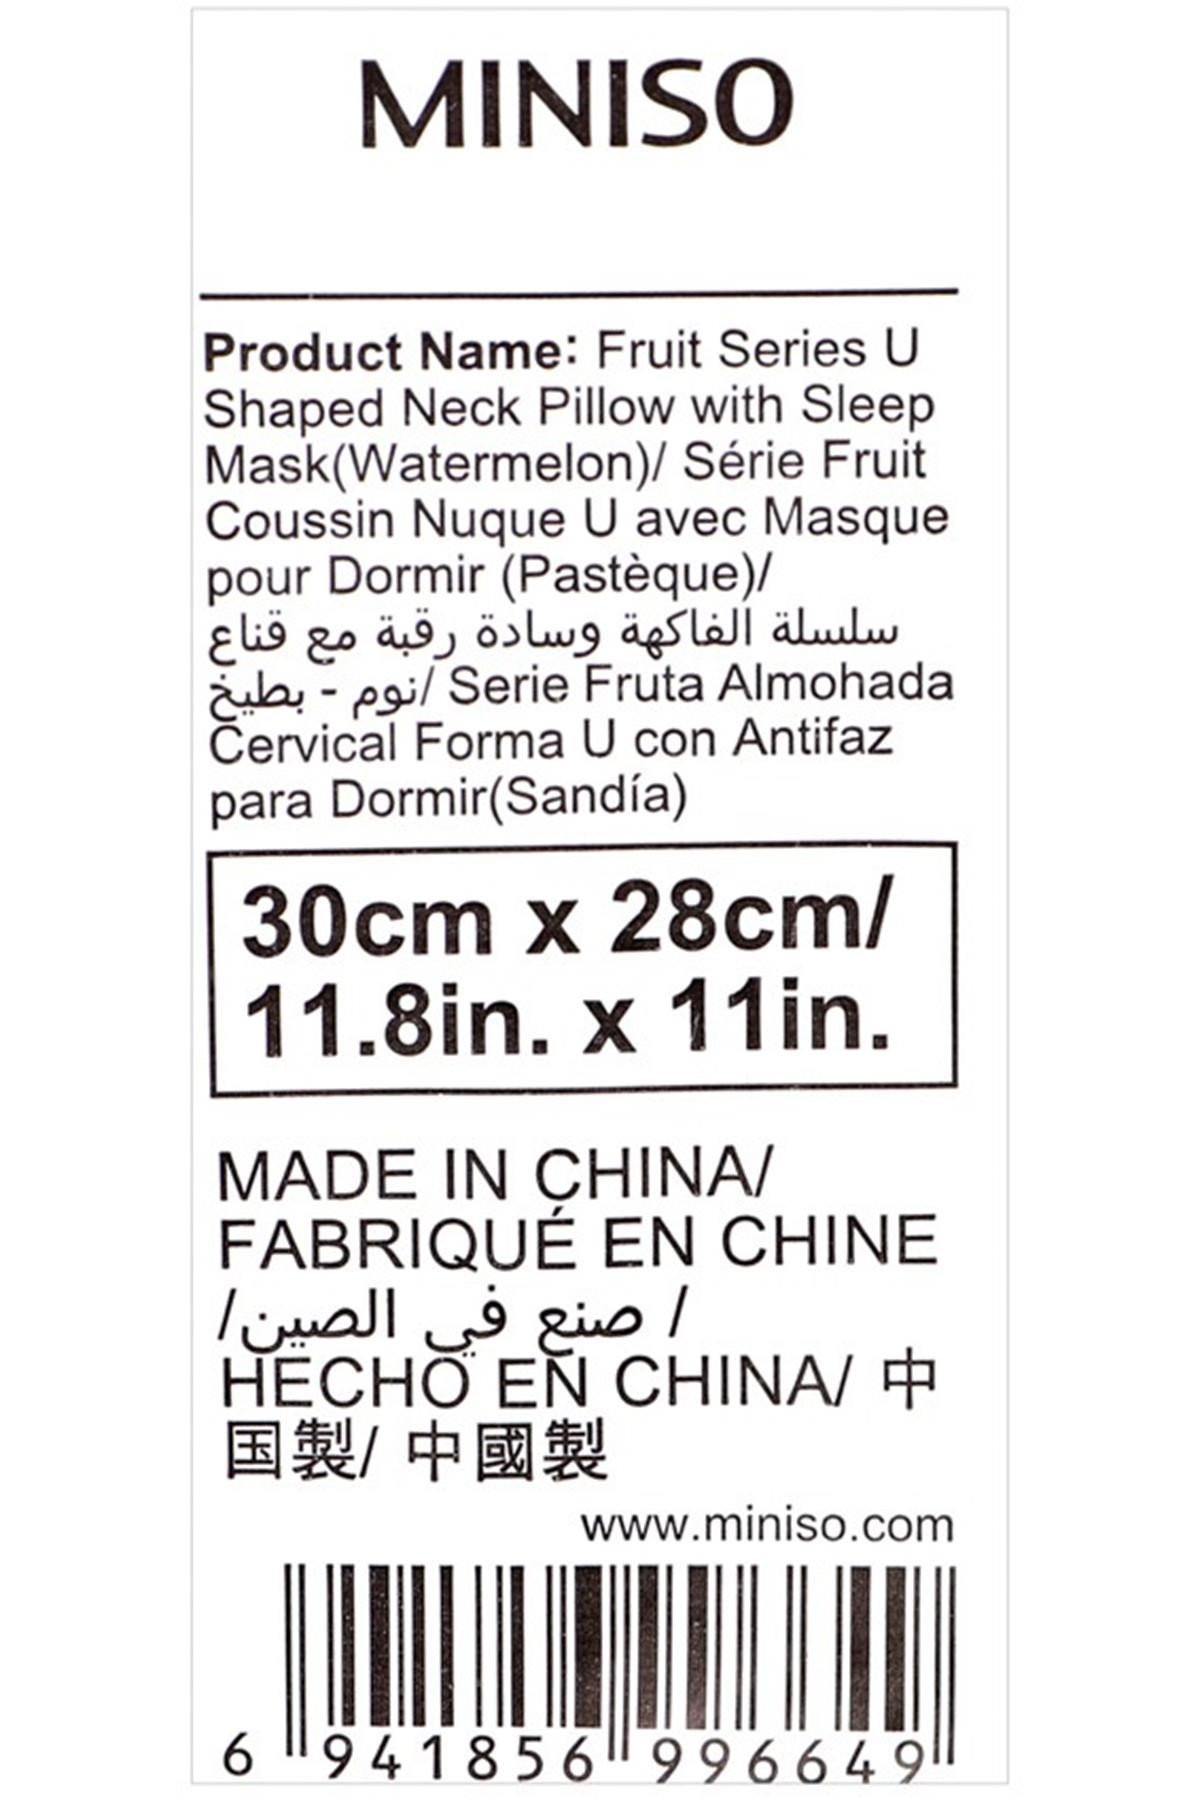 MINISO
Product Name: Fruit Series U
Shaped Neck Pillow with Sleep
Mask(Watermelon)/ Série Fruit
Coussin Nuque U avec Masque
pour Dormir (Pastèque)/
سلسلة الفاكهة وسادة رقبة مع قناع
نوم - بطيخ/ Serie Fruta Almohada
Cervical Forma U con Antifaz
para Dormir(Sandía)
30cm x 28cm/
11.8in. x 11in.
MADE IN CHINA/
FABRIQUÉ EN CHINE
/ صنع في الصين/
HECHO EN CHINA/ 中
国製/ 中國製
www.miniso.com
6 941856 996649